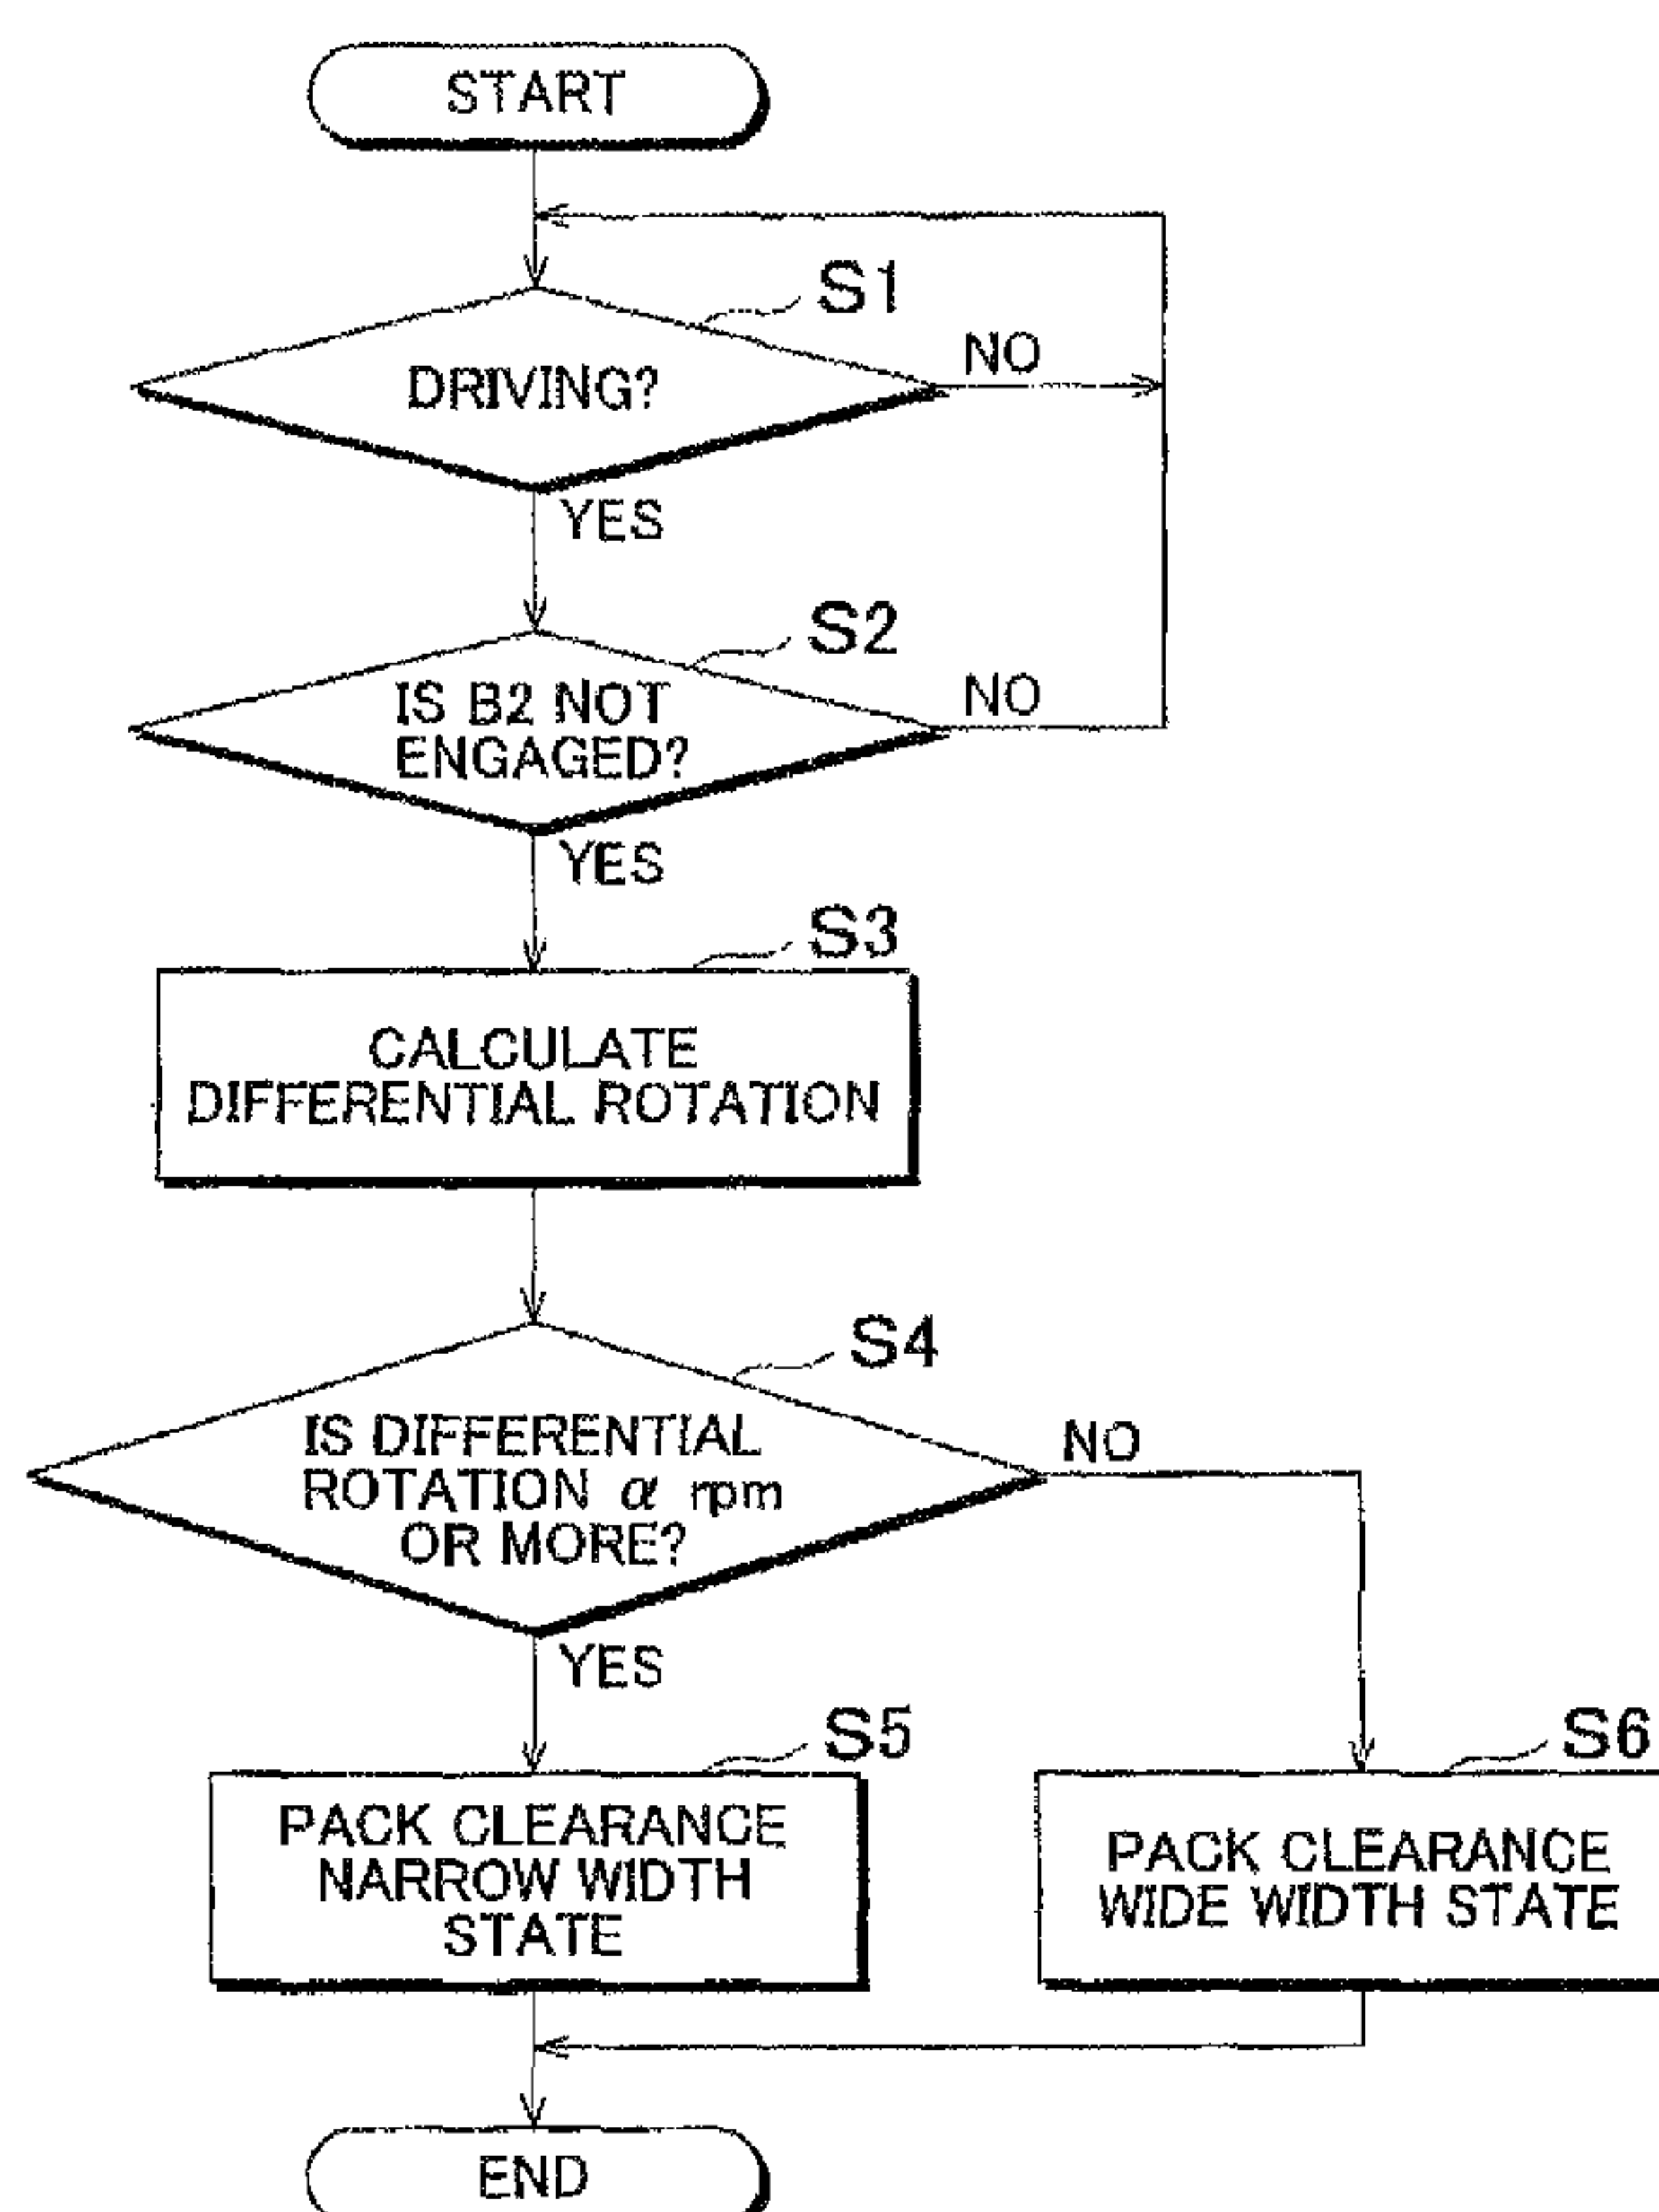 START
S1
DRIVING?
NO
YES
S2
IS B2 NOT
ENGAGED?
NO
YES
S3
CALCULATE
DIFFERENTIAL ROTATION
S4
IS DIFFERENTIAL
ROTATION α rpm
OR MORE?
NO
YES
S5
PACK CLEARANCE
NARROW WIDTH
STATE
S6
PACK CLEARANCE
WIDE WIDTH STATE
END